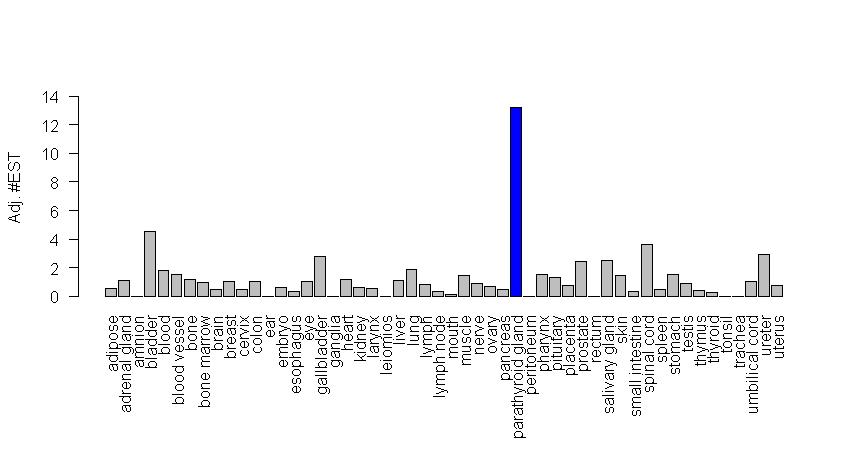 Adj. #EST
14
12
10
8
6
4
2
0
adipose
adrenal gland
amnion
bladder
blood
blood vessel
bone
bone marrow
brain
breast
cervix
colon
ear
embryo
esophagus
eye
gallbladder
ganglia
heart
kidney
larynx
leiomios
liver
lung
lymph
lymph node
mouth
muscle
nerve
ovary
pancreas
parathyroid gland
peritoneum
pharynx
pituitary
placenta
prostate
rectum
salivary gland
skin
small intestine
spinal cord
spleen
stomach
testis
thymus
thyroid
tonsil
trachea
umbilical cord
ureter
uterus